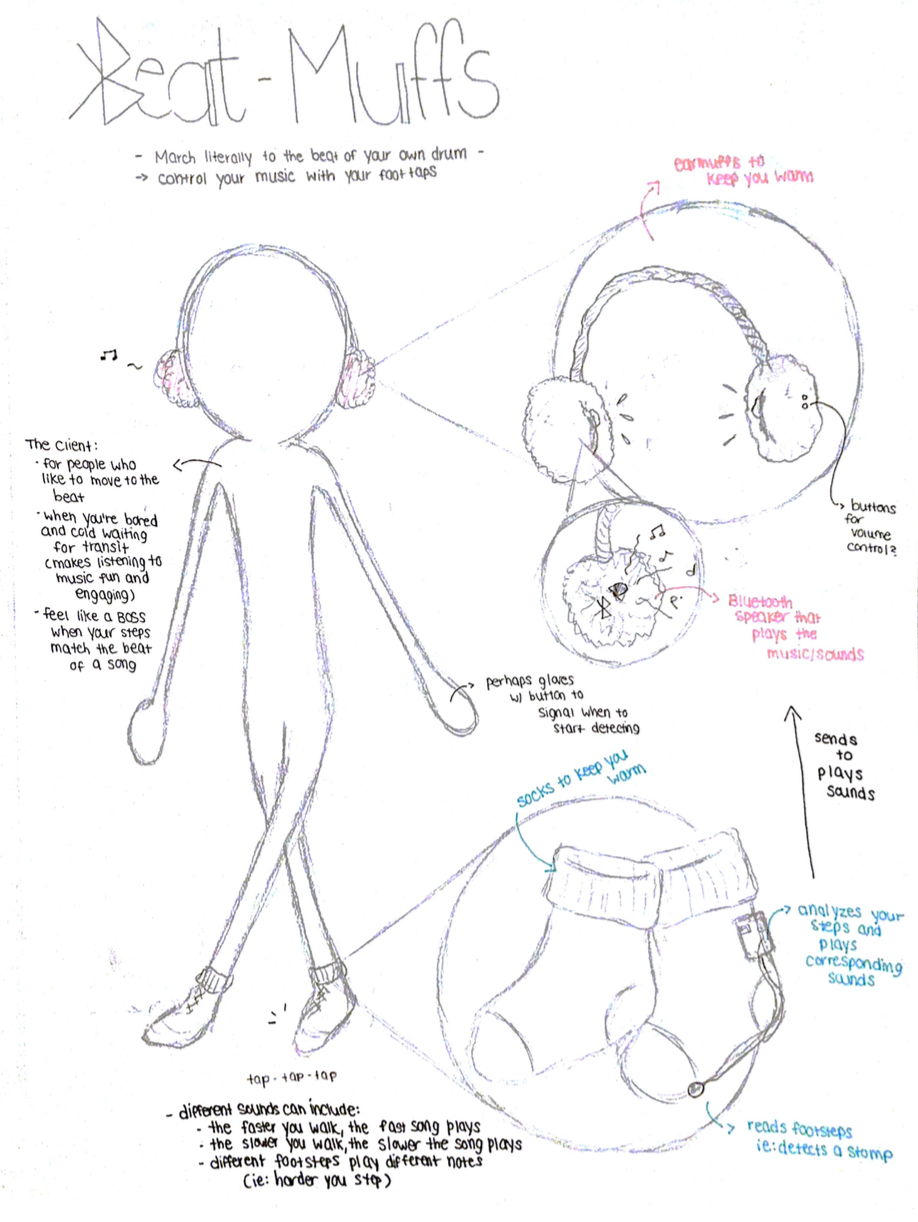 Beat-Muffs
- March literally to the beat of your own drum -
-> control your music with your foot taps
earmuffs to
keep you warm
The Client:
· for people who
like to move to the
beat
· when you're bored
and cold waiting
for transit
(makes listening to
music fun and
engaging)
· feel like a BOSS
when your steps
match the beat
of a song
buttons
for
volume
control?
Bluetooth
speaker that
plays the
music/sounds
perhaps gloves
w/ button to
signal when to
start detecting
sends
to
plays
sounds
socks to keep you
warm
analyzes your
steps and
plays
corresponding
sounds
reads footsteps
ie: detects a stomp
tap - tap - tap
- different sounds can include:
- the faster you walk, the fast song plays
- the slower you walk, the slower the song plays
- different footsteps play different notes
(ie: harder you step)